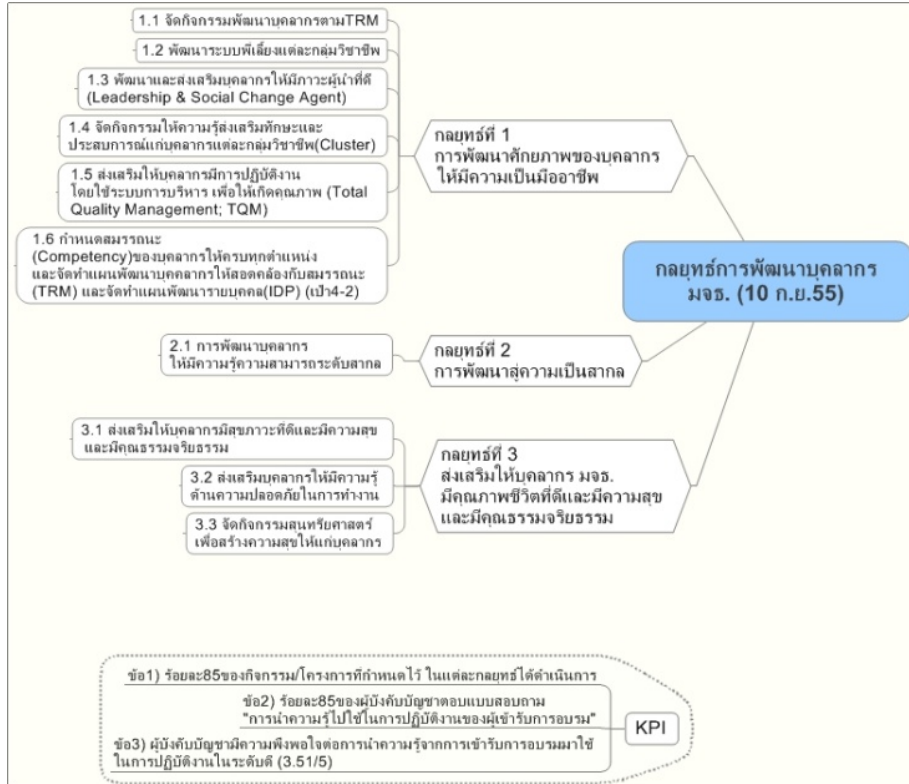 กลยุทธ์การพัฒนาบุคลากร
มจธ. (10 ก.ย.55)
กลยุทธ์ที่ 1
การพัฒนาศักยภาพของบุคลากร
ให้มีความเป็นมืออาชีพ
1.1 จัดกิจกรรมพัฒนาบุคลากรตามTRM
1.2 พัฒนาระบบพี่เลี้ยงแต่ละกลุ่มวิชาชีพ
1.3 พัฒนาและส่งเสริมบุคลากรให้มีภาวะผู้นำที่ดี
(Leadership & Social Change Agent)
1.4 จัดกิจกรรมให้ความรู้ส่งเสริมทักษะและ
ประสบการณ์แก่บุคลากรแต่ละกลุ่มวิชาชีพ(Cluster)
1.5 ส่งเสริมให้บุคลากรมีการปฏิบัติงาน
โดยใช้ระบบการบริหาร เพื่อให้เกิดคุณภาพ (Total
Quality Management; TQM)
1.6 กำหนดสมรรถนะ
(Competency)ของบุคลากรให้ครบทุกตำแหน่ง
และจัดทำแผนพัฒนาบุคคลากรให้สอดคล้องกับสมรรถนะ
(TRM) และจัดทำแผนพัฒนารายบุคคล(IDP) (เป้า4-2)
กลยุทธ์ที่ 2
การพัฒนาสู่ความเป็นสากล
2.1 การพัฒนาบุคลากร
ให้มีความรู้ความสามารถระดับสากล
กลยุทธ์ที่ 3
ส่งเสริมให้บุคลากร มจธ.
มีคุณภาพชีวิตที่ดีและมีความสุข
และมีคุณธรรมจริยธรรม
3.1 ส่งเสริมให้บุคลากรมีสุขภาวะที่ดีและมีความสุข
และมีคุณธรรมจริยธรรม
3.2 ส่งเสริมบุคลากรให้มีความรู้
ด้านความปลอดภัยในการทำงาน
3.3 จัดกิจกรรมสุนทรียศาสตร์
เพื่อสร้างความสุขให้แก่บุคลากร
KPI
ข้อ1) ร้อยละ85ของกิจกรรม/โครงการที่กำหนดไว้ ในแต่ละกลยุทธ์ได้ดำเนินการ
ข้อ2) ร้อยละ85ของผู้บังคับบัญชาตอบแบบสอบถาม
"การนำความรู้ไปใช้ในการปฏิบัติงานของผู้เข้ารับการอบรม"
ข้อ3) ผู้บังคับบัญชามีความพึงพอใจต่อการนำความรู้จากการเข้ารับการอบรมมาใช้
ในการปฏิบัติงานในระดับดี (3.51/5)